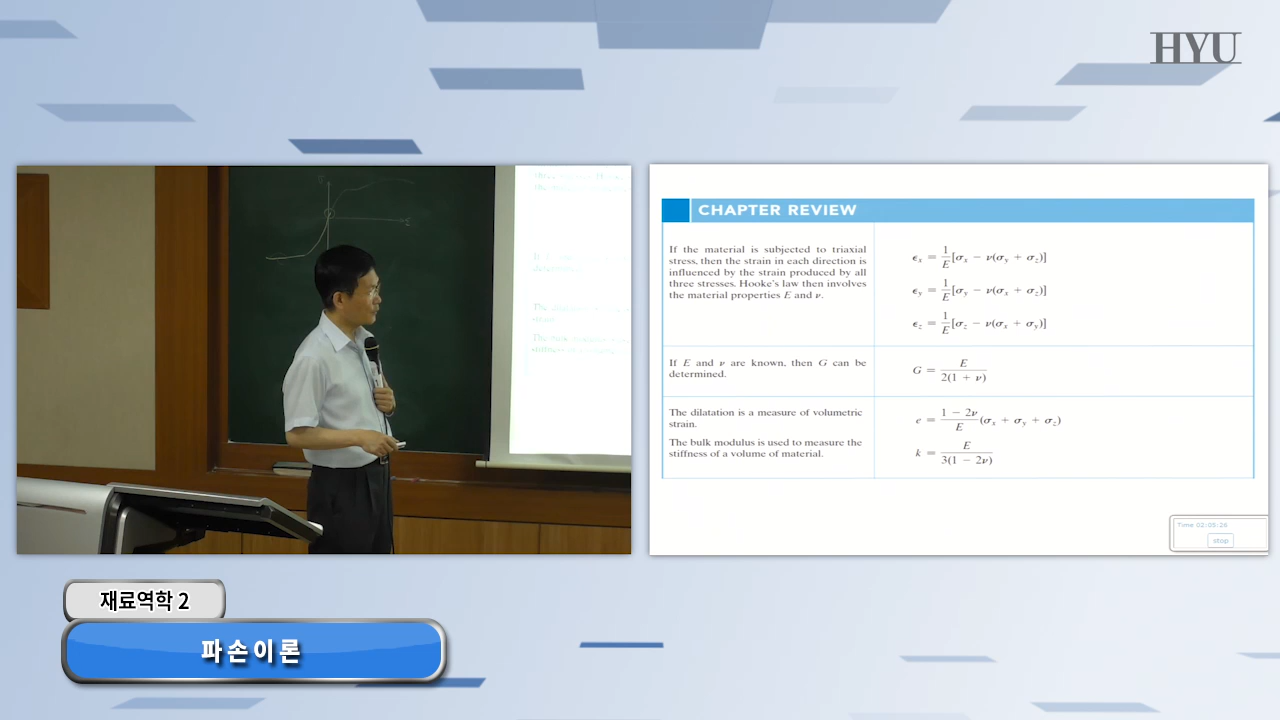 HYU
CHAPTER REVIEW
If the material is subjected to triaxial
stress, then the strain in each direction is
influenced by the strain produced by all
three stresses. Hooke's law then involves
the material properties E and ν.
ϵx = 1/E [σx − ν(σy + σz)]
ϵy = 1/E [σy − ν(σx + σz)]
ϵz = 1/E [σz − ν(σx + σy)]
If E and ν are known, then G can be
determined.
G = E / 2(1 + ν)
The dilatation is a measure of volumetric
strain.
e = (1 − 2ν)/E (σx + σy + σz)
The bulk modulus is used to measure the
stiffness of a volume of material.
k = E / 3(1 − 2ν)
Time 02:05:26
stop
재료역학 2
파손이론